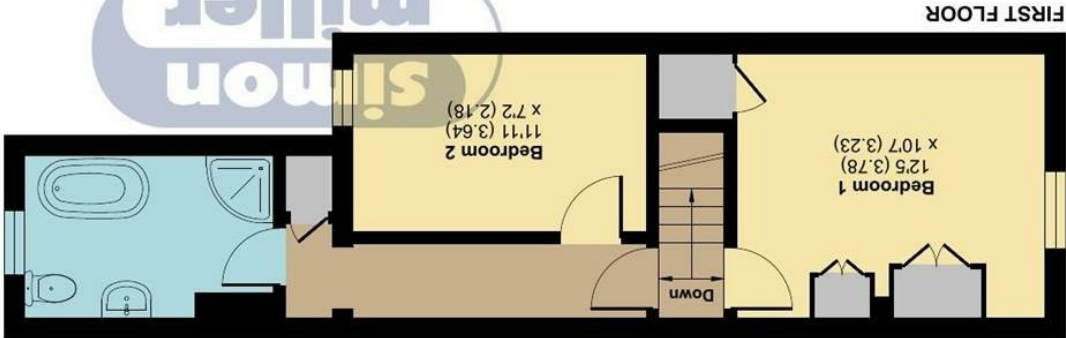 FIRST FLOOR
simon
miller
Bedroom 2
11'11 (3.64)
x 7'2 (2.18)
Bedroom 1
12'5 (3.78)
x 10'7 (3.23)
Down